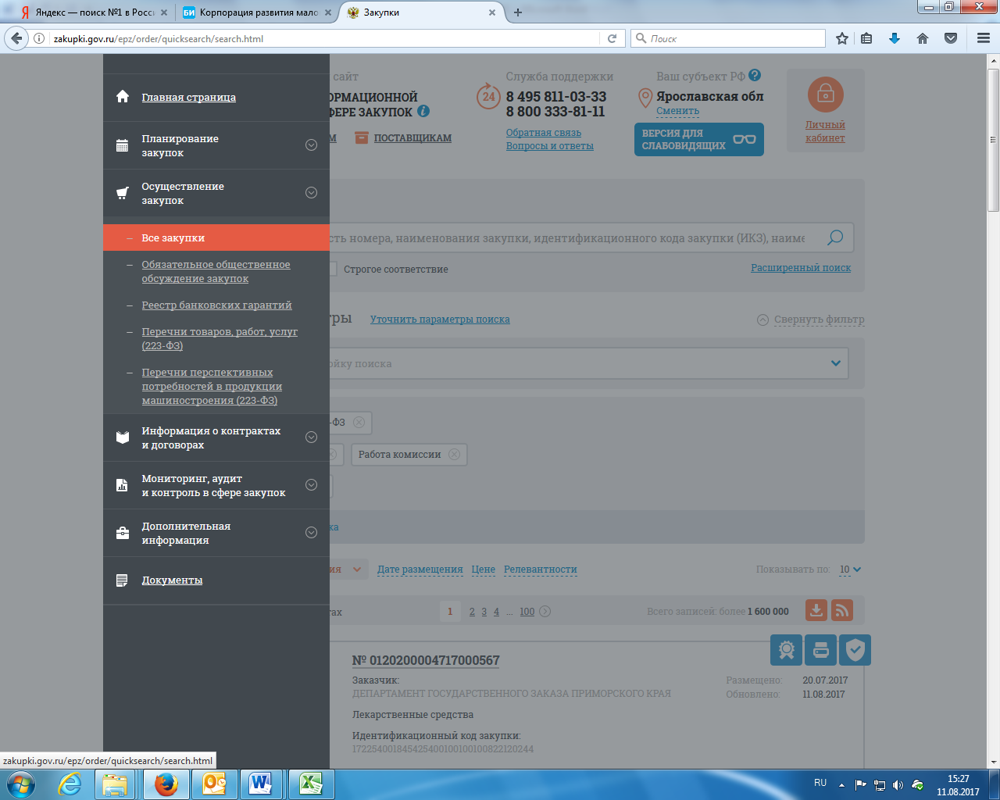 Яндекс — поиск №1 в Росси
Корпорация развития мало
Закупки
zakupki.gov.ru/epz/order/quicksearch/search.html
Поиск
Главная страница
Планирование
закупок
Осуществление
закупок
Все закупки
Обязательное общественное
обсуждение закупок
Реестр банковских гарантий
Перечни товаров, работ, услуг
(223-ФЗ)
Перечни перспективных
потребностей в продукции
машиностроения (223-ФЗ)
Информация о контрактах
и договорах
Мониторинг, аудит
и контроль в сфере закупок
Дополнительная
информация
Документы
сайт
ОРМАЦИОННОЙ
ФЕРЕ ЗАКУПОК
М ПОСТАВЩИКАМ
24
Служба поддержки
8 495 811-03-33
8 800 333-81-11
Обратная связь
Вопросы и ответы
Ваш субъект РФ ?
Ярославская обл
Сменить
ВЕРСИЯ ДЛЯ
СЛАБОВИДЯЩИХ
Личный
кабинет
сть номера, наименования закупки, идентификационного кода закупки (ИКЗ), наиме
Строгое соответствие
Расширенный поиск
тры
Уточнить параметры поиска
Свернуть фильтр
ойку поиска
-ФЗ
Работа комиссии
ка
ия
Дате размещения Цене Релевантности
Показывать по: 10
тах
1 2 3 4 ... 100
Всего записей: более 1 600 000
№ 0120200004717000567
Заказчик:
ДЕПАРТАМЕНТ ГОСУДАРСТВЕННОГО ЗАКАЗА ПРИМОРСКОГО КРАЯ
Размещено: 20.07.2017
Обновлено: 11.08.2017
Лекарственные средства
Идентификационный код закупки:
172254001845425400100100100822120244
zakupki.gov.ru/epz/order/quicksearch/search.html
RU
15:27
11.08.2017